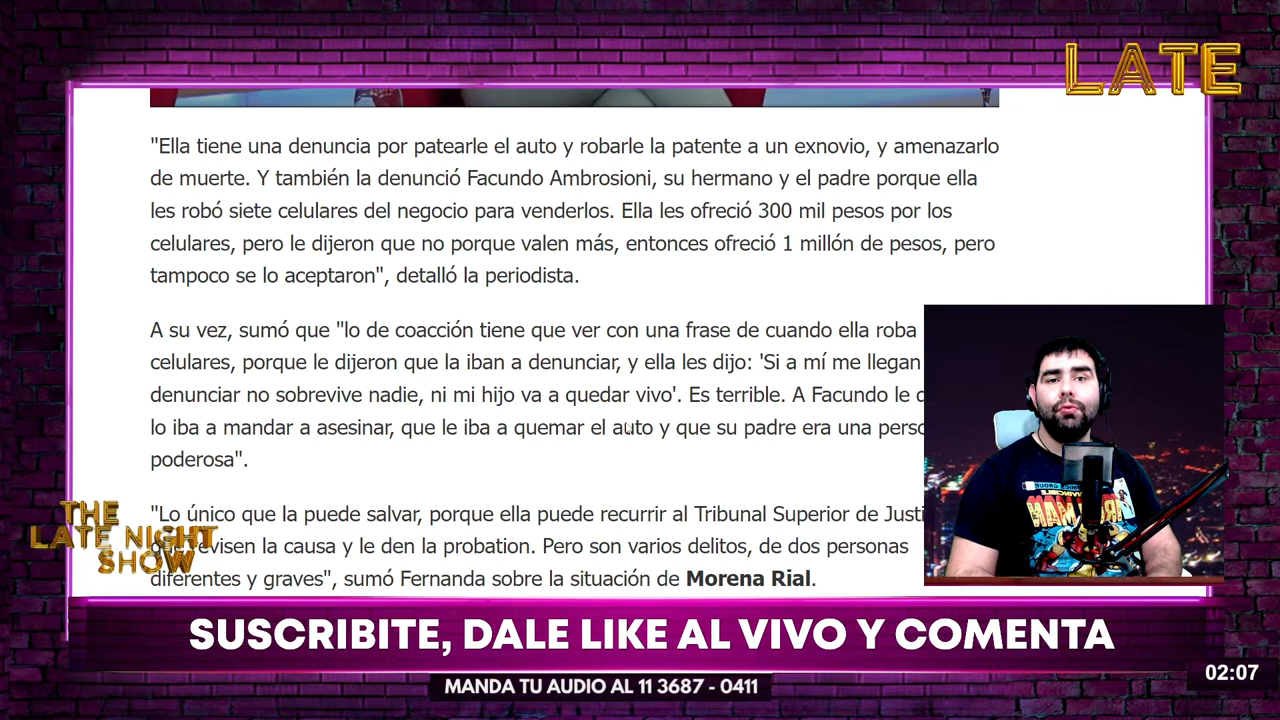 LATE
"Ella tiene una denuncia por patearle el auto y robarle la patente a un exnovio, y amenazarlo
de muerte. Y también la denunció Facundo Ambrosioni, su hermano y el padre porque ella
les robó siete celulares del negocio para venderlos. Ella les ofreció 300 mil pesos por los
celulares, pero le dijeron que no porque valen más, entonces ofreció 1 millón de pesos, pero
tampoco se lo aceptaron", detalló la periodista.
A su vez, sumó que "lo de coacción tiene que ver con una frase de cuando ella roba
celulares, porque le dijeron que la iban a denunciar, y ella les dijo: 'Si a mí me llegan
denunciar no sobrevive nadie, ni mi hijo va a quedar vivo'. Es terrible. A Facundo le
lo iba a mandar a asesinar, que le iba a quemar el auto y que su padre era una
poderosa".
"Lo único que la puede salvar, porque ella puede recurrir al Tribunal Superior de
revisen la causa y le den la probation. Pero son varios delitos, de dos personas
diferentes y graves", sumó Fernanda sobre la situación de Morena Rial.
THE
LATE NIGHT
SHOW
SUSCRIBITE, DALE LIKE AL VIVO Y COMENTA
MANDA TU AUDIO AL 11 3687 - 0411
02:07